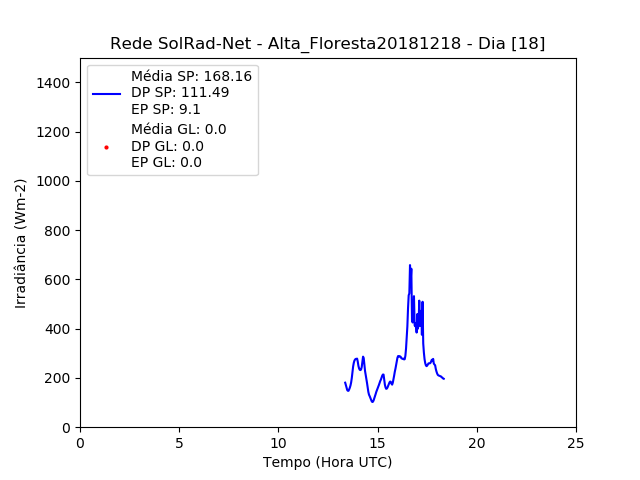 Rede SolRad-Net - Alta_Floresta20181218 - Dia [18]
Média SP: 168.16
DP SP: 111.49
EP SP: 9.1
Média GL: 0.0
DP GL: 0.0
EP GL: 0.0
1400
1200
1000
800
600
400
200
0
Irradiância (Wm-2)
0 5 10 15 20 25
Tempo (Hora UTC)